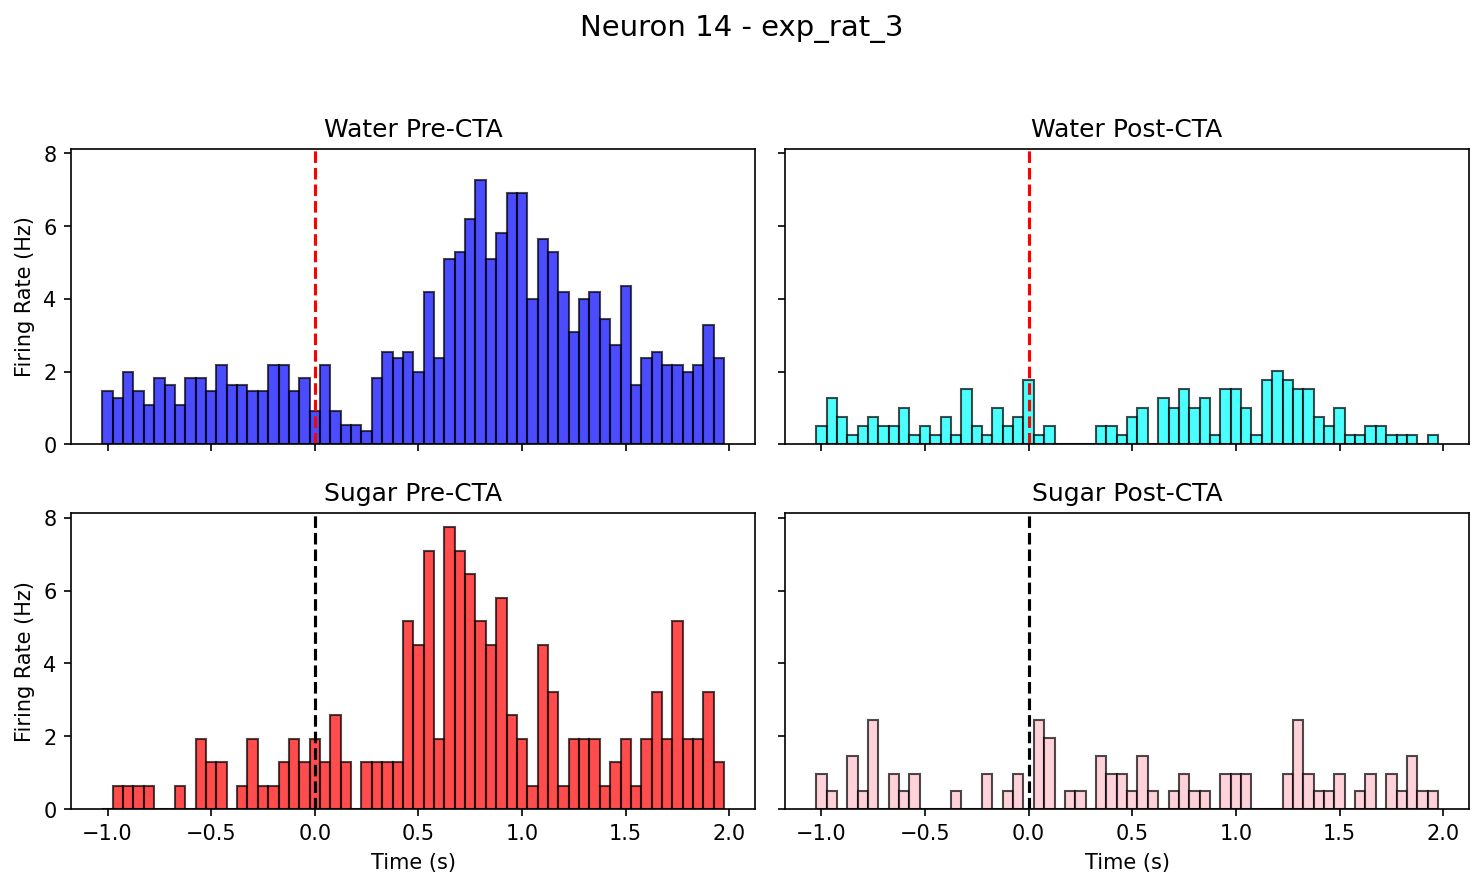 Neuron 14 - exp_rat_3
Water Pre-CTA
Water Post-CTA
Firing Rate (Hz)
8
6
4
2
0
Sugar Pre-CTA
Sugar Post-CTA
Firing Rate (Hz)
8
6
4
2
0
−1.0 −0.5 0.0 0.5 1.0 1.5 2.0
−1.0 −0.5 0.0 0.5 1.0 1.5 2.0
Time (s)
Time (s)